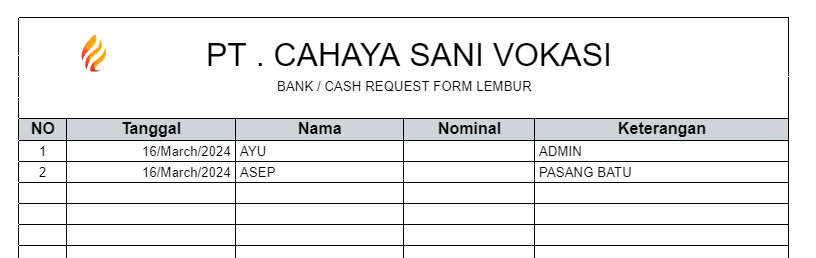 PT . CAHAYA SANI VOKASI
BANK / CASH REQUEST FORM LEMBUR
NO Tanggal Nama Nominal Keterangan
1 16/March/2024 AYU ADMIN
2 16/March/2024 ASEP PASANG BATU